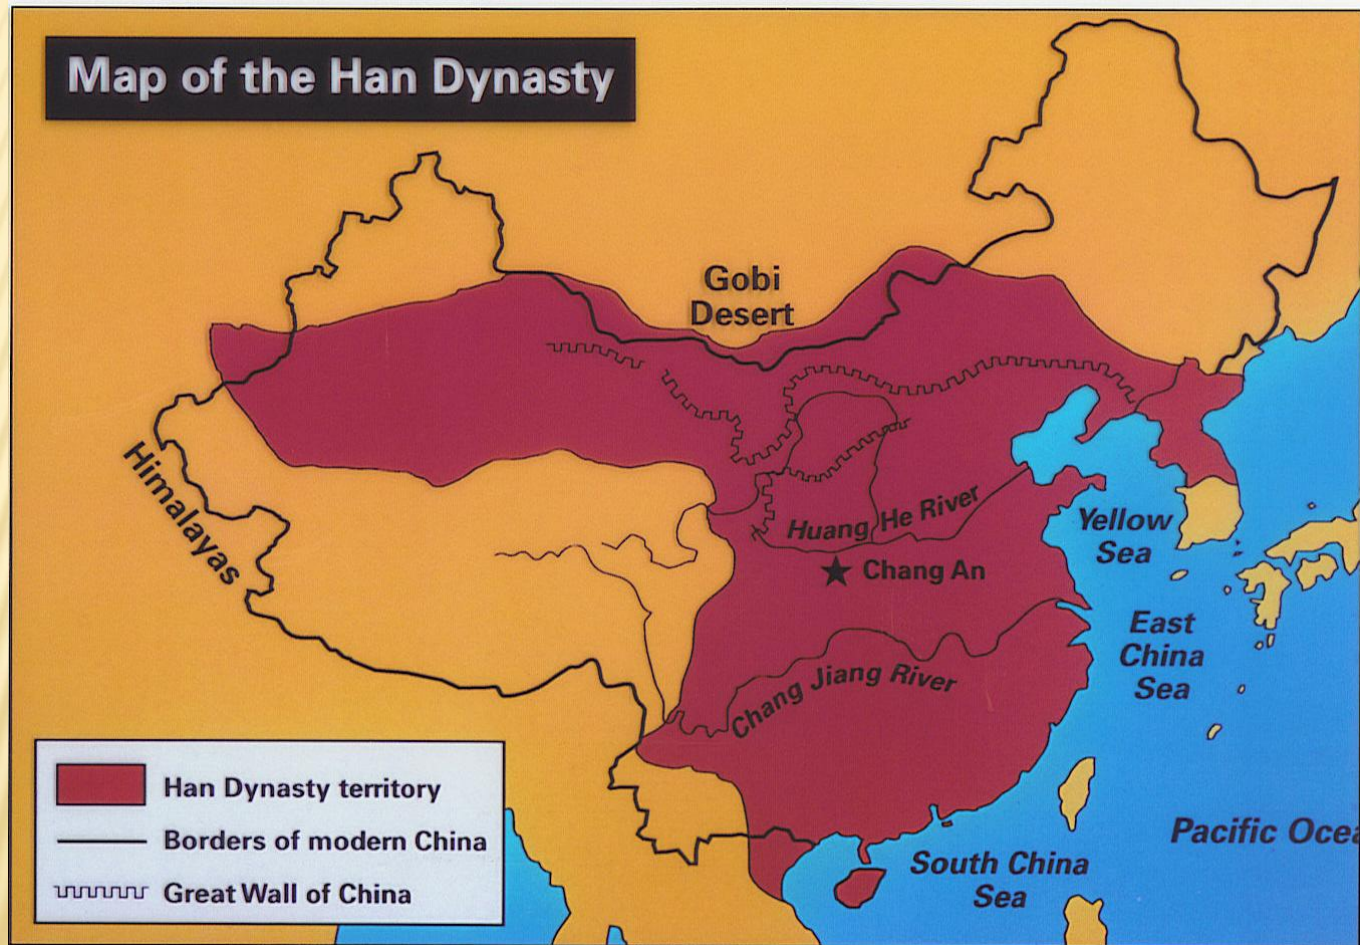 Map of the Han Dynasty
Gobi
Desert
Himalayas
Huang He River
Yellow
Sea
Chang An
East
China
Sea
Chang Jiang River
Han Dynasty territory
Borders of modern China
Great Wall of China
Pacific Ocea
South China
Sea